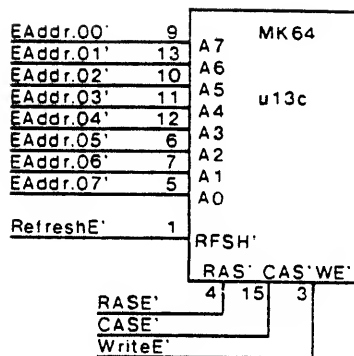 EAddr.00' 9 MK64
EAddr.01' 13 A7
EAddr.02' 10 A6
EAddr.03' 11 A5 u13c
EAddr.04' 12 A4
EAddr.05' 6 A3
EAddr.06' 7 A2
EAddr.07' 5 A1
A0
RefreshE' 1
RFSH'
RAS' CAS' WE'
4 15 3
RASE'
CASE'
WriteE'